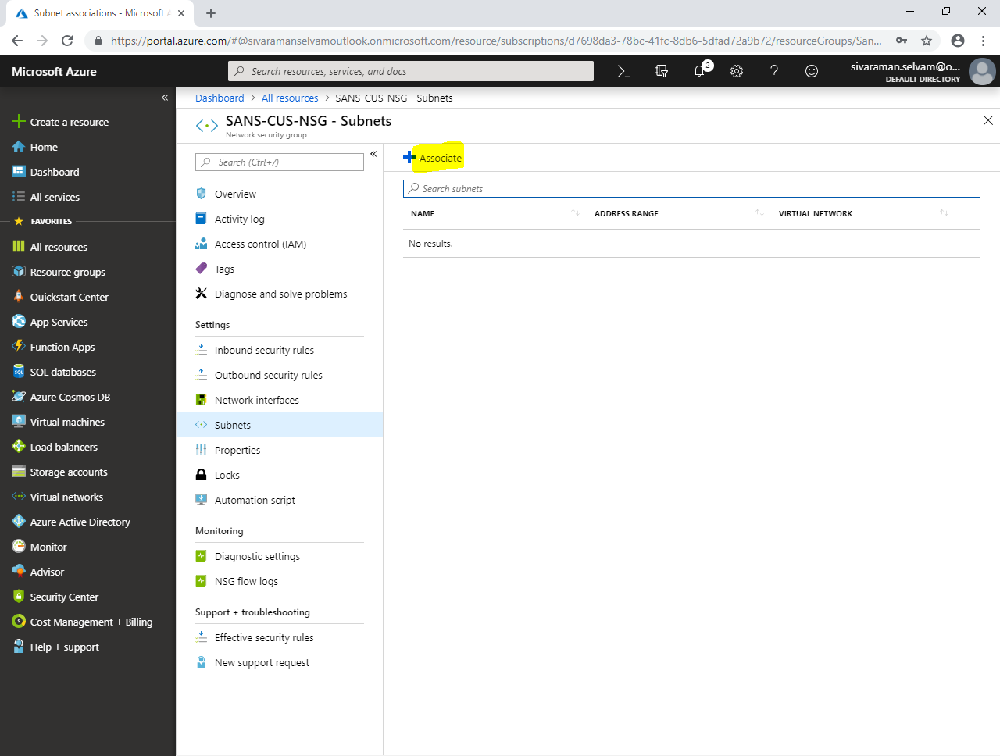 Subnet associations - Microsoft A
https://portal.azure.com/#@sivaramanselvamoutlook.onmicrosoft.com/resource/subscriptions/d7698da3-78bc-41fc-8db6-5dfad72a9b72/resourceGroups/San...
Microsoft Azure
Search resources, services, and docs
2
sivaraman.selvam@o...
DEFAULT DIRECTORY
Create a resource
Home
Dashboard
All services
FAVORITES
All resources
Resource groups
Quickstart Center
App Services
Function Apps
SQL databases
Azure Cosmos DB
Virtual machines
Load balancers
Storage accounts
Virtual networks
Azure Active Directory
Monitor
Advisor
Security Center
Cost Management + Billing
Help + support
Dashboard > All resources > SANS-CUS-NSG - Subnets
SANS-CUS-NSG - Subnets
Network security group
Search (Ctrl+/)
Overview
Activity log
Access control (IAM)
Tags
Diagnose and solve problems
Settings
Inbound security rules
Outbound security rules
Network interfaces
Subnets
Properties
Locks
Automation script
Monitoring
Diagnostic settings
NSG flow logs
Support + troubleshooting
Effective security rules
New support request
Associate
Search subnets
NAME ADDRESS RANGE VIRTUAL NETWORK
No results.